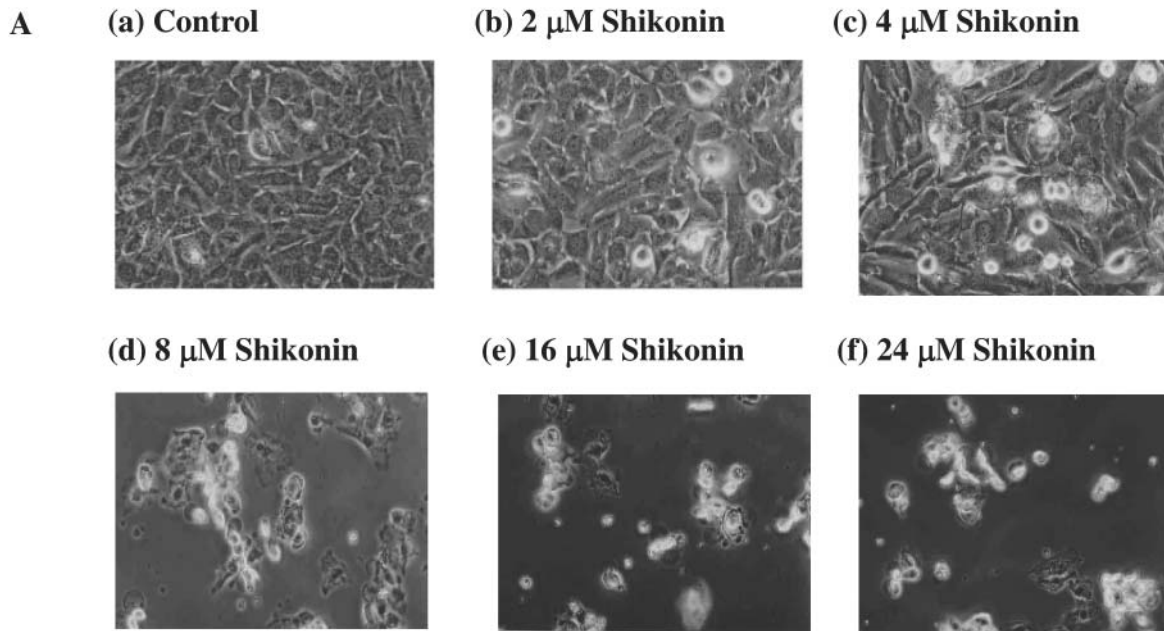 A (a) Control (b) 2 μM Shikonin (c) 4 μM Shikonin
(d) 8 μM Shikonin (e) 16 μM Shikonin (f) 24 μM Shikonin